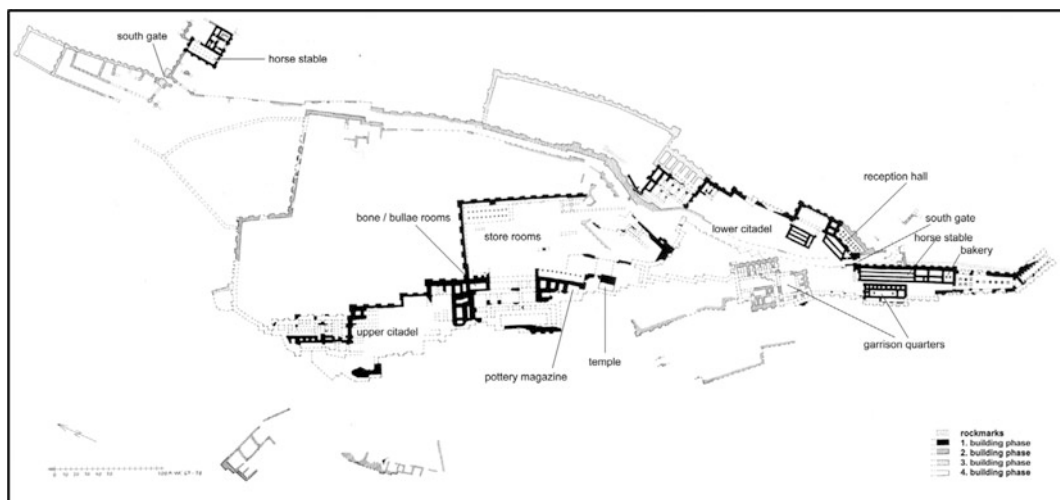 south gate
horse stable
reception hall
bone / bullae rooms
south gate
store rooms
lower citadel
horse stable
bakery
upper citadel
garrison quarters
temple
pottery magazine
rockmarks
1. building phase
2. building phase
3. building phase
4. building phase